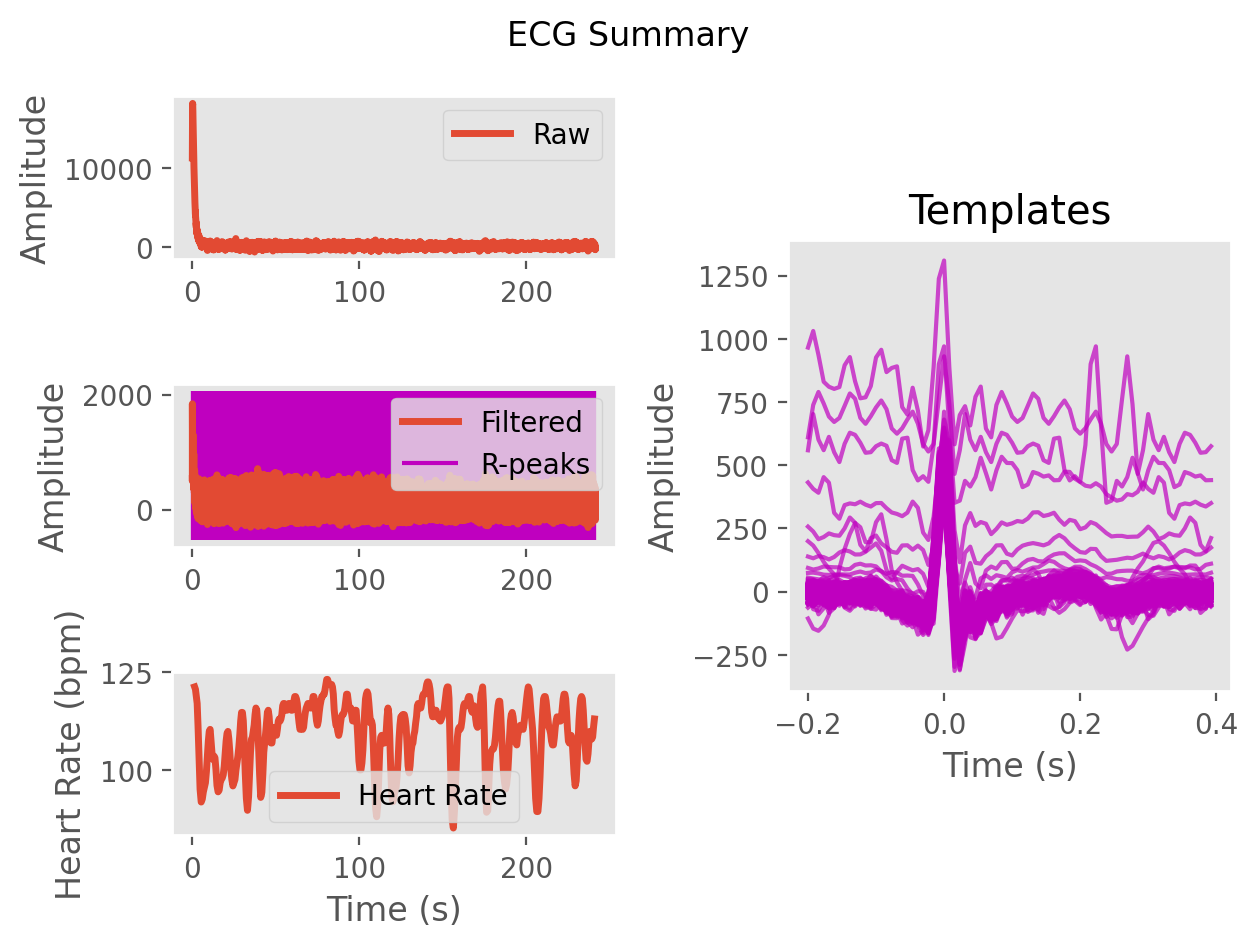 ECG Summary
Amplitude
10000
0
Raw
0 100 200
Amplitude
2000
0
Filtered
R-peaks
0 100 200
Heart Rate (bpm)
125
100
Heart Rate
0 100 200
Time (s)
Templates
Amplitude
1250
1000
750
500
250
0
−250
−0.2 0.0 0.2 0.4
Time (s)